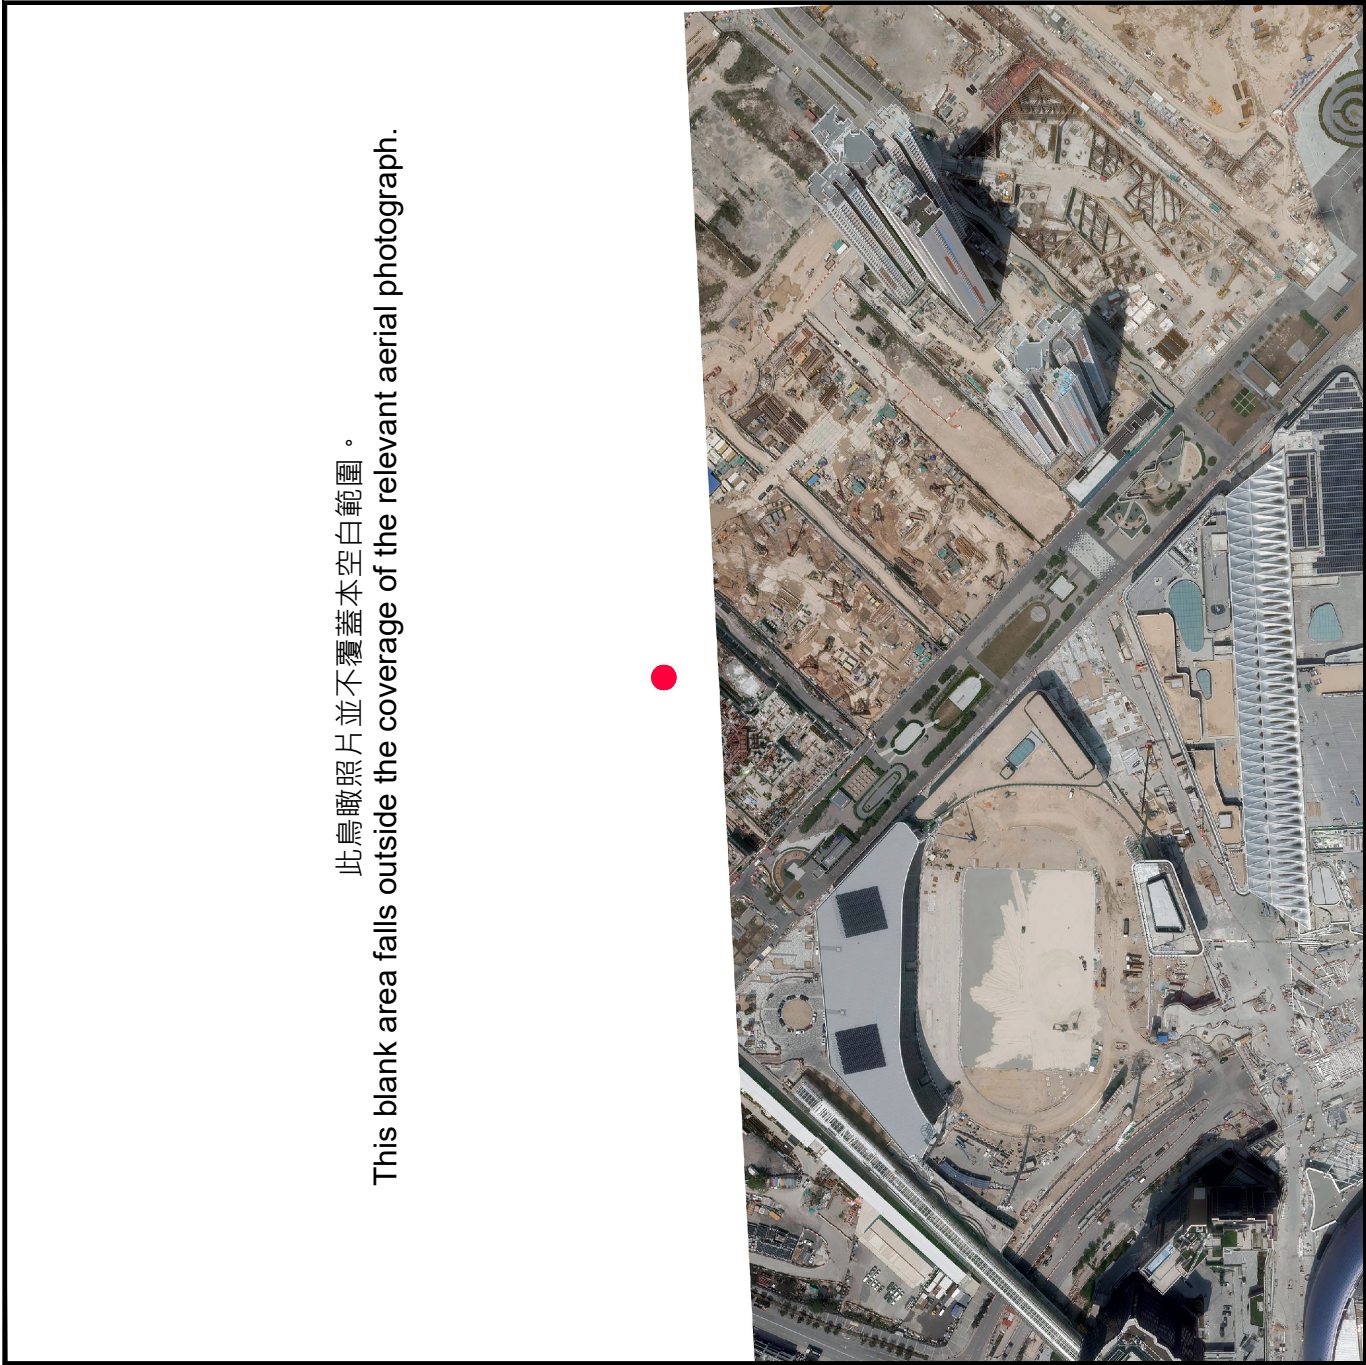 此鳥瞰照片並不覆蓋本空白範圍。
This blank area falls outside the coverage of the relevant aerial photograph.